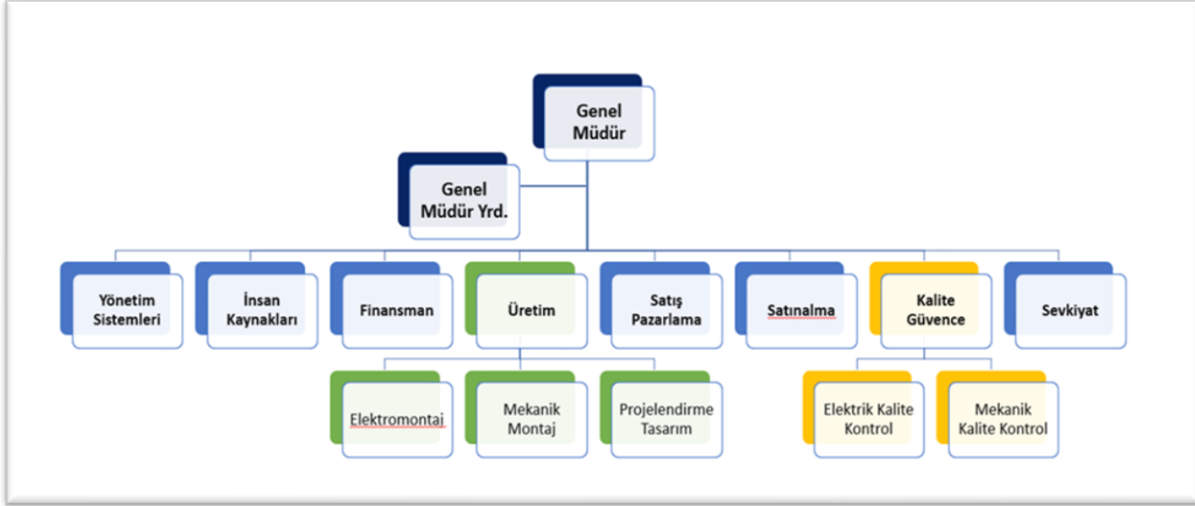 Genel
Müdür
Genel
Müdür Yrd.
Yönetim
Sistemleri
İnsan
Kaynakları
Finansman
Üretim
Satış
Pazarlama
Satınalma
Kalite
Güvence
Sevkiyat
Elektromontaj
Mekanik
Montaj
Projelendirme
Tasarım
Elektrik Kalite
Kontrol
Mekanik
Kalite Kontrol